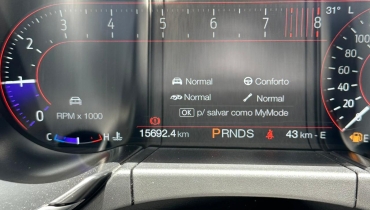 1 2 3 4 5 6 7 8 31°
100
80
60
40
20
0
RPM x 1000
Normal Conforto
Normal Normal
OK p/ salvar como MyMode
C H 15692.4 km PRNDS 43 km - E E